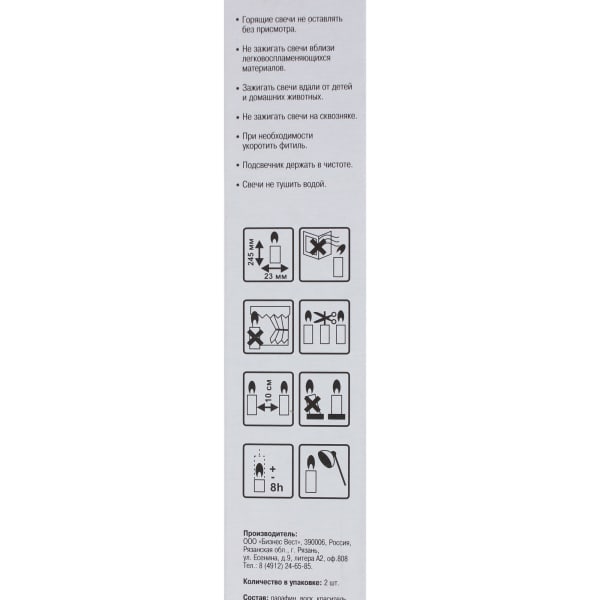 • Горящие свечи не оставлять
без присмотра.
• Не зажигать свечи вблизи
легковоспламеняющихся
материалов.
• Зажигать свечи вдали от детей
и домашних животных.
• Не зажигать свечи на сквозняке.
• При необходимости
укоротить фитиль.
• Подсвечник держать в чистоте.
• Свечи не тушить водой.
245 мм
23 мм
10 см
+
-
8h
Производитель:
ООО «Бизнес Вест», 390006, Россия,
Рязанская обл., г. Рязань,
ул. Есенина, д.9, литера А2, оф.808
Тел.: 8 (4912) 24-65-85.
Количество в упаковке: 2 шт.
Состав: парафин, воск, краситель,